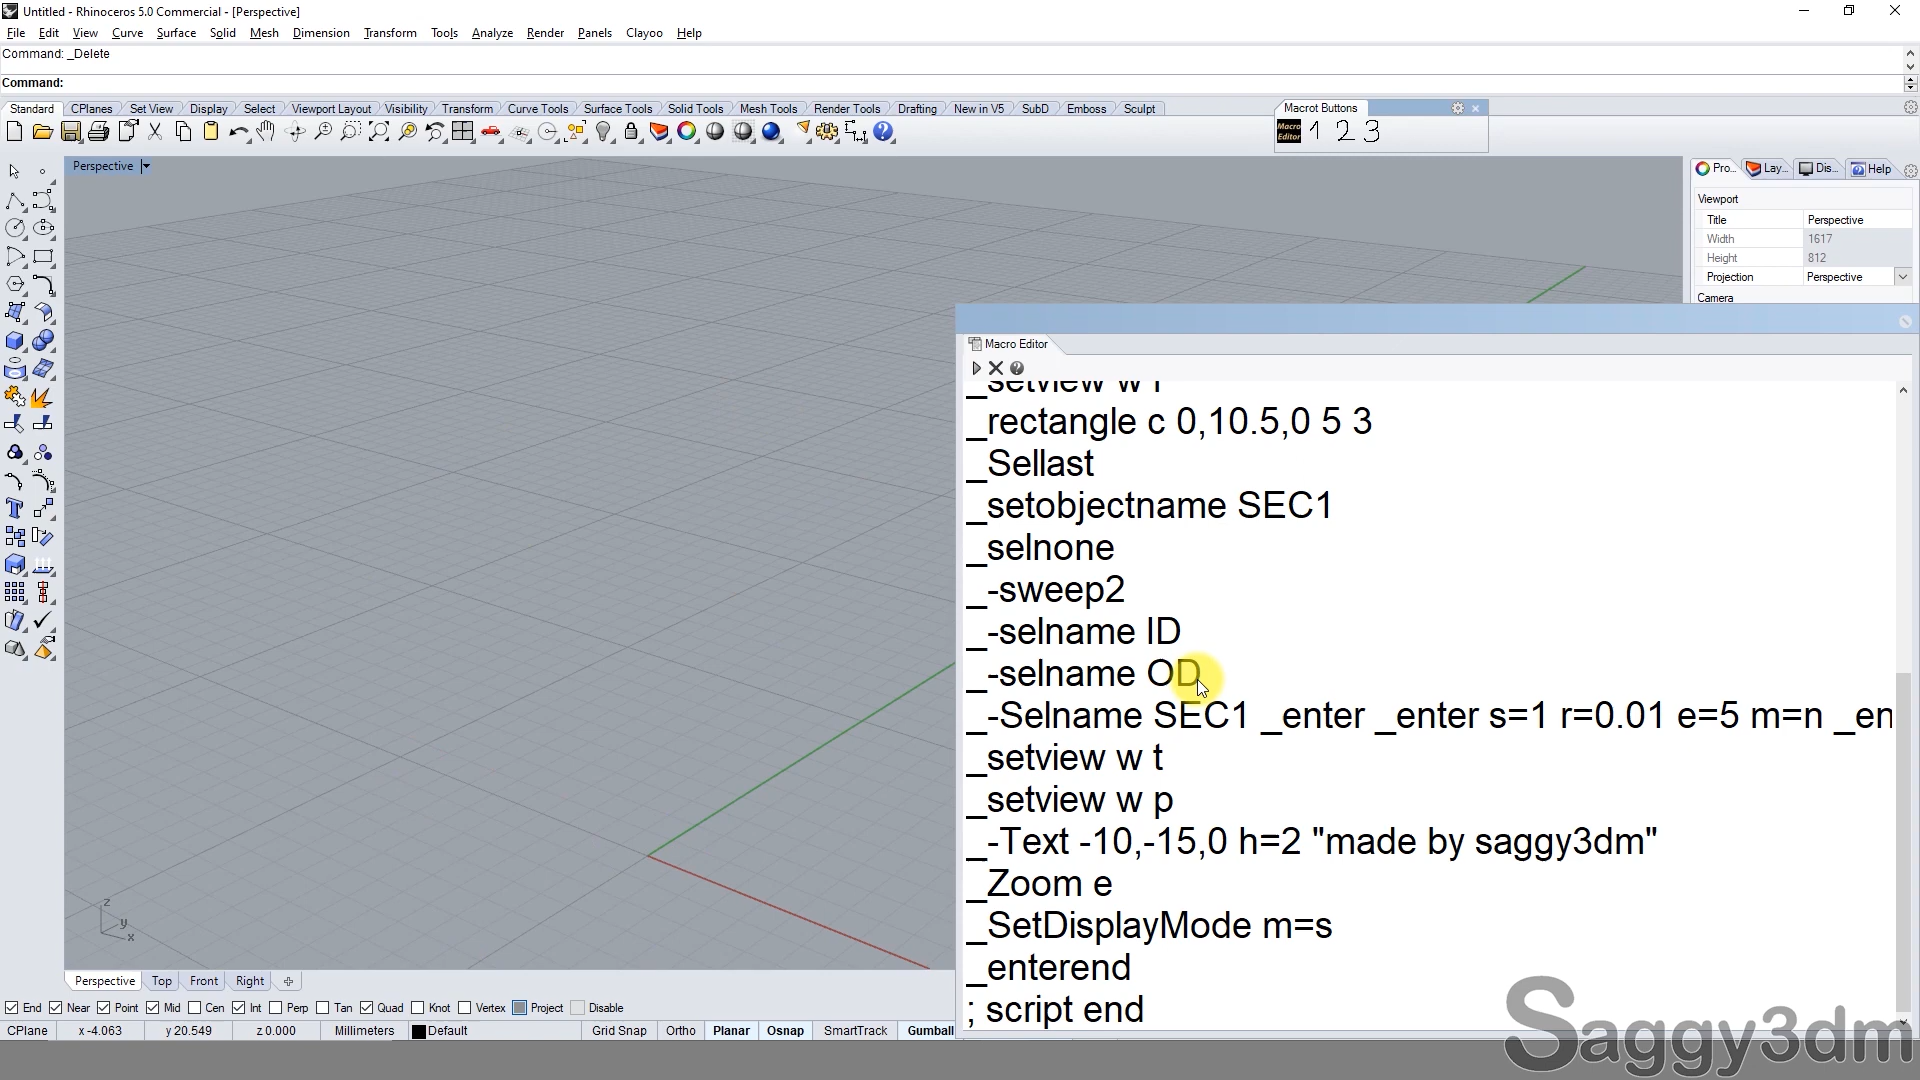 Untitled - Rhinoceros 5.0 Commercial - [Perspective]
File Edit View Curve Surface Solid Mesh Dimension Transform Tools Analyze Render Panels Clayoo Help
Command: _Delete
Command:
Standard CPlanes Set View Display Select Viewport Layout Visibility Transform Curve Tools Surface Tools Solid Tools Mesh Tools Render Tools Drafting New in V5 SubD Emboss Sculpt
Macrot Buttons
Macro Editor 1 2 3
Perspective
Pro... Lay... Dis... Help
Viewport
Title Perspective
Width 1617
Height 812
Projection Perspective
Camera
Macro Editor
_rectangle c 0,10.5,0 5 3
_Sellast
_setobjectname SEC1
_selnone
_-sweep2
_-selname ID
_-selname OD
_-Selname SEC1 _enter _enter s=1 r=0.01 e=5 m=n _en
_setview w t
_setview w p
_-Text -10,-15,0 h=2 "made by saggy3dm"
_Zoom e
_SetDisplayMode m=s
_enterend
; script end
z
y
x
Perspective Top Front Right
End Near Point Mid Cen Int Perp Tan Quad Knot Vertex Project Disable
CPlane x -4.063 y 20.549 z 0.000 Millimeters Default Grid Snap Ortho Planar Osnap SmartTrack Gumball
Saggy3dm